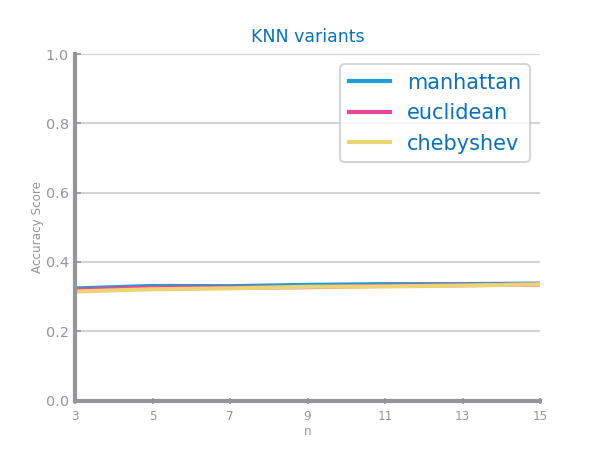 KNN variants
1.0
0.8
0.6
0.4
0.2
0.0
Accuracy Score
manhattan
euclidean
chebyshev
3 5 7 9 11 13 15
n